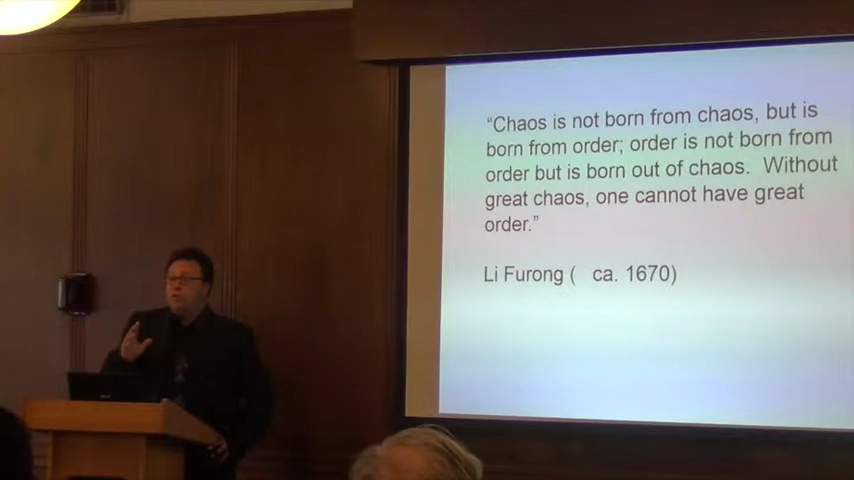 “Chaos is not born from chaos, but is
born from order; order is not born from
order but is born out of chaos.  Without
great chaos, one cannot have great
order.”
Li Furong (   ca. 1670)